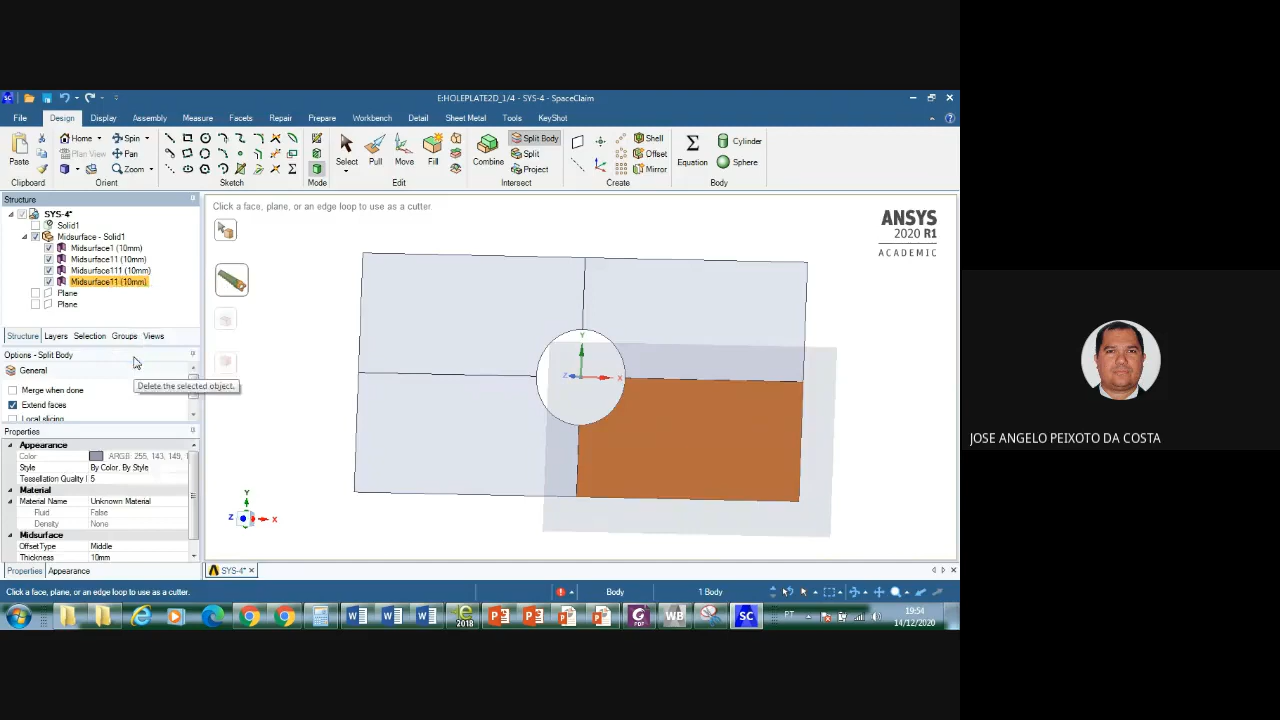 E:HOLEPLATE2D_1/4 - SYS-4 - SpaceClaim
File Design Display Assembly Measure Facets Repair Prepare Workbench Detail Sheet Metal Tools KeyShot
Home Spin Split Body Shell Cylinder
Plan View Pan Split Offset
Paste Zoom Select Pull Move Fill Combine Project Mirror Equation Sphere
Clipboard Orient Sketch Mode Edit Intersect Create Body
Structure
SYS-4*
Solid1
Midsurface - Solid1
Midsurface1 (10mm)
Midsurface11 (10mm)
Midsurface111 (10mm)
Midsurface11 (10mm)
Plane
Plane
Structure Layers Selection Groups Views
Options - Split Body
General
Delete the selected object.
Merge when done
Extend faces
Local slicing
Properties
Appearance
Color ARGB: 255, 143, 149, 1
Style By Color, By Style
Tessellation Quality 5
Material
Material Name Unknown Material
Fluid False
Density None
Midsurface
OffsetType Middle
Thickness 10mm
Properties Appearance
Click a face, plane, or an edge loop to use as a cutter.
ANSYS
2020 R1
ACADEMIC
Y
Z X
Y
Z X
SYS-4*
Click a face, plane, or an edge loop to use as a cutter.
Body 1 Body
2018
PDF
WB
SC
PT
19:54
14/12/2020
JOSE ANGELO PEIXOTO DA COSTA